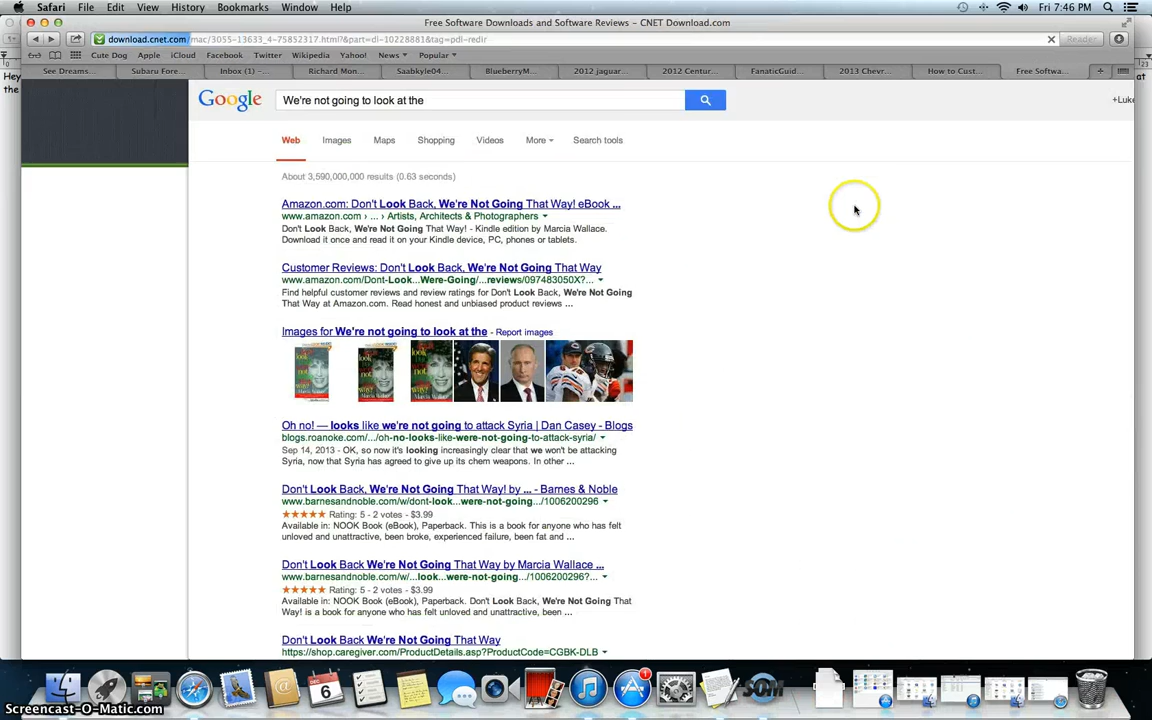 Safari File Edit View History Bookmarks Window Help Fri 7:46 PM
Free Software Downloads and Software Reviews - CNET Download.com
download.cnet.com/mac/3055-13633_4-75852317.html?&part=dl-10228881&tag=pdl-redir Reader
Cute Dog Apple iCloud Facebook Twitter Wikipedia Yahoo! News Popular
See Dreams... Subaru Fore... Inbox (1) –... Richard Mon... Saabkyle04... BlueberryM... 2012 jaguar... 2012 Centur... FanaticGuid... 2013 Chevr... How to Cust... Free Softwa...
Hey
the
at
Google We're not going to look at the
+Luke
Web Images Maps Shopping Videos More Search tools
About 3,590,000,000 results (0.63 seconds)
Amazon.com: Don't Look Back, We're Not Going That Way! eBook ...
www.amazon.com › ... › Artists, Architects & Photographers
Don't Look Back, We're Not Going That Way! - Kindle edition by Marcia Wallace.
Download it once and read it on your Kindle device, PC, phones or tablets.
Customer Reviews: Don't Look Back, We're Not Going That Way
www.amazon.com/Dont-Look...Were-Going/...reviews/097483050X?...
Find helpful customer reviews and review ratings for Don't Look Back, We're Not Going
That Way at Amazon.com. Read honest and unbiased product reviews ...
Images for We're not going to look at the - Report images
Oh no! — looks like we're not going to attack Syria | Dan Casey - Blogs
blogs.roanoke.com/.../oh-no-looks-like-were-not-going-to-attack-syria/
Sep 14, 2013 - OK, so now it's looking increasingly clear that we won't be attacking
Syria, now that Syria has agreed to give up its chem weapons. In other ...
Don't Look Back, We're Not Going That Way! by ... - Barnes & Noble
www.barnesandnoble.com/w/dont-look...were-not-going.../1006200296
Rating: 5 - 2 votes - $3.99
Available in: NOOK Book (eBook), Paperback. This is a book for anyone who has felt
unloved and unattractive, been broke, experienced failure, been fat and ...
Don't Look Back We're Not Going That Way by Marcia Wallace ...
www.barnesandnoble.com/w/...look...were-not-going.../1006200296?...
Rating: 5 - 2 votes - $3.99
Available in: NOOK Book (eBook), Paperback. Don't Look Back, We're Not Going That
Way! is a book for anyone who has felt unloved and unattractive, been ...
Don't Look Back We're Not Going That Way
https://shop.caregiver.com/ProductDetails.asp?ProductCode=CGBK-DLB
DEC
6
1
SOM
Screencast-O-Matic.com